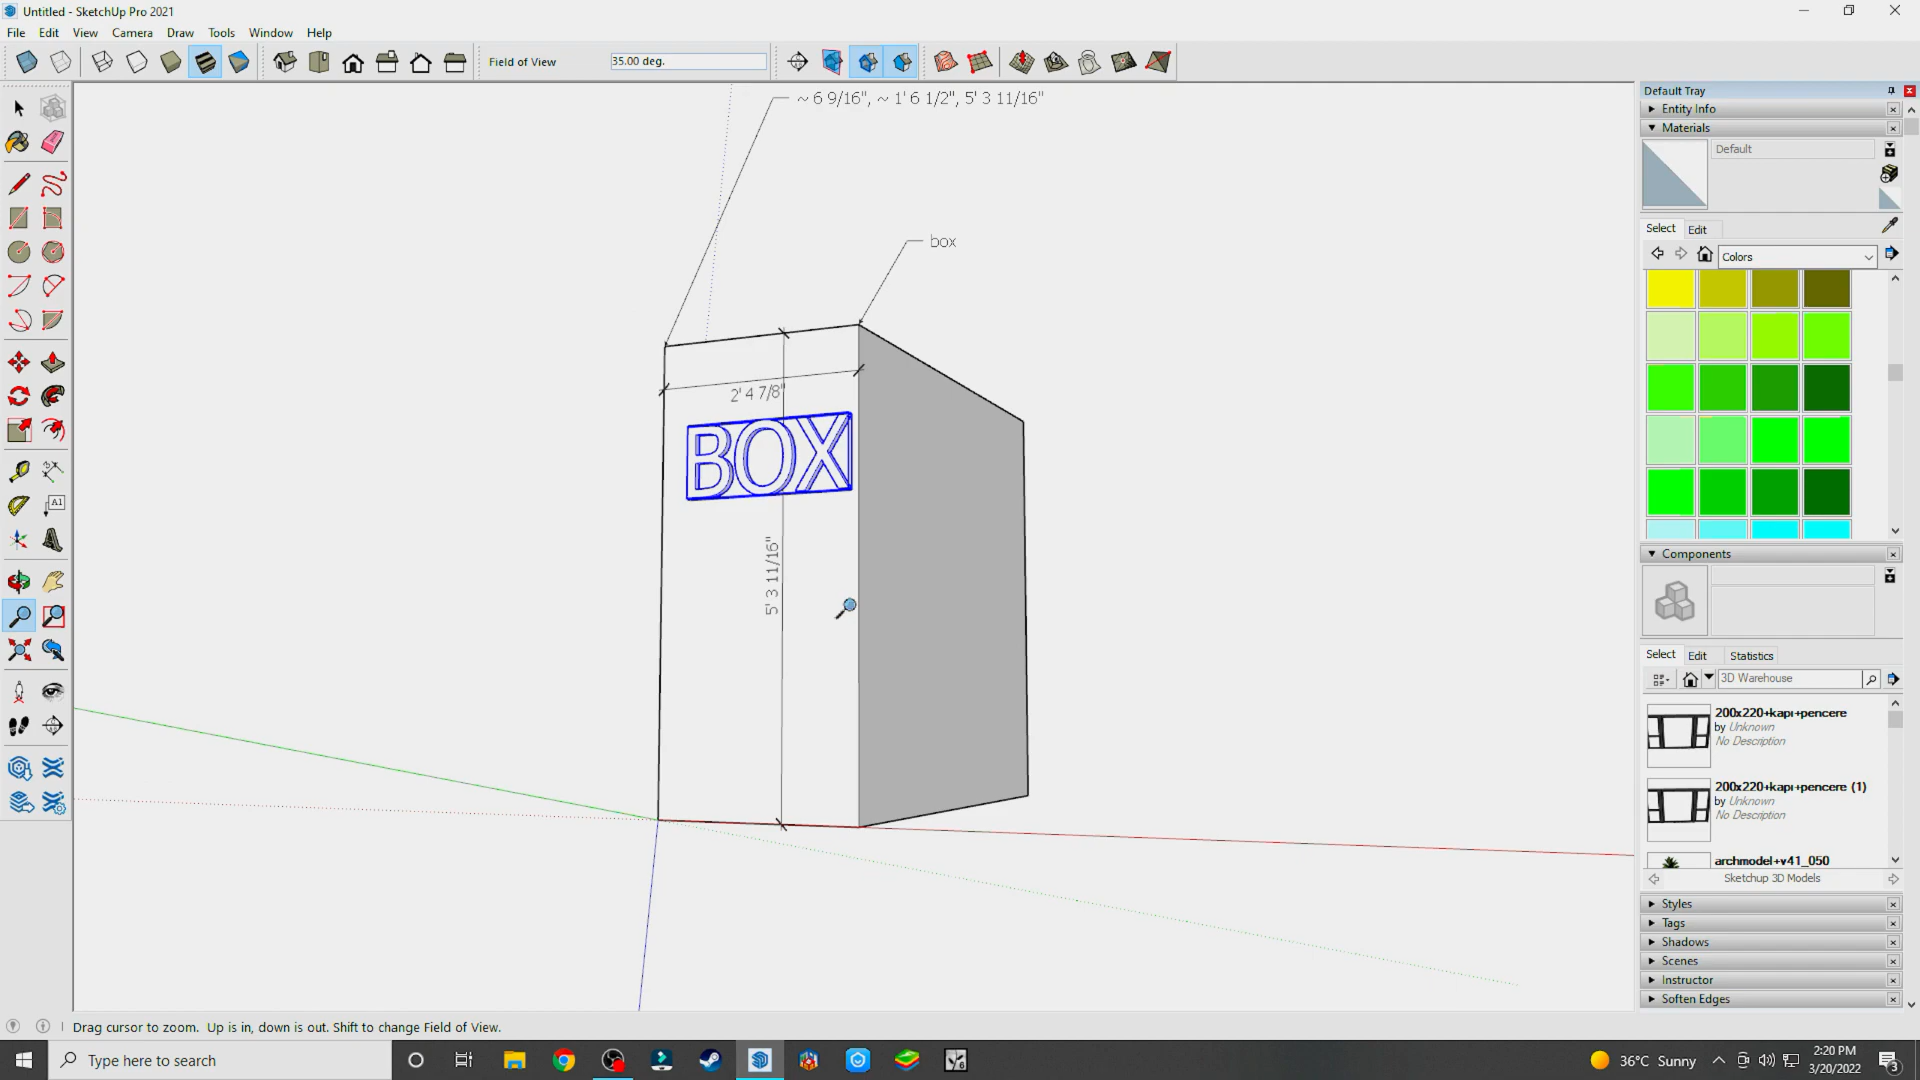 Untitled - SketchUp Pro 2021
File Edit View Camera Draw Tools Window Help
Field of View 35.00 deg.
Default Tray
Entity Info
Materials
Default
Select Edit
Colors
Components
Select Edit Statistics
3D Warehouse
200x220+kapı+pencere
by Unknown
No Description
200x220+kapı+pencere (1)
by Unknown
No Description
archmodel+v41_050
Sketchup 3D Models
Styles
Tags
Shadows
Scenes
Instructor
Soften Edges
~ 6 9/16", ~ 1' 6 1/2", 5' 3 11/16"
box
2' 4 7/8"
BOX
5' 3 11/16"
A1
Drag cursor to zoom. Up is in, down is out. Shift to change Field of View.
Type here to search
36°C Sunny
2:20 PM
3/20/2022
3